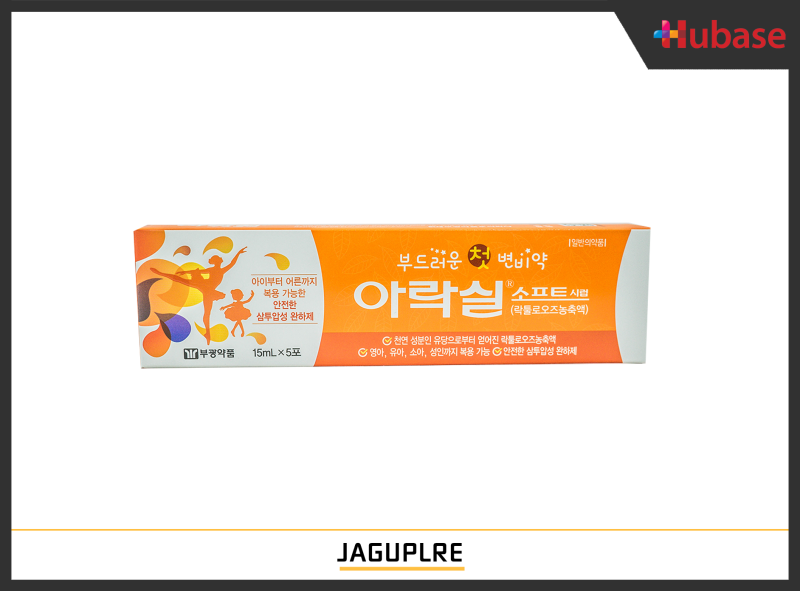 Hubase
부드러운 첫 변비약
[일반의약품]
아이부터 어른까지
복용 가능한
안전한
삼투압성 완하제
아락실® 소프트시럽
(락툴로오즈농축액)
천연 성분인 유당으로부터 얻어진 락툴로오즈농축액
영아, 유아, 소아, 성인까지 복용 가능 안전한 삼투압성 완하제
부광약품 15mL×5포
JAGUPLRE